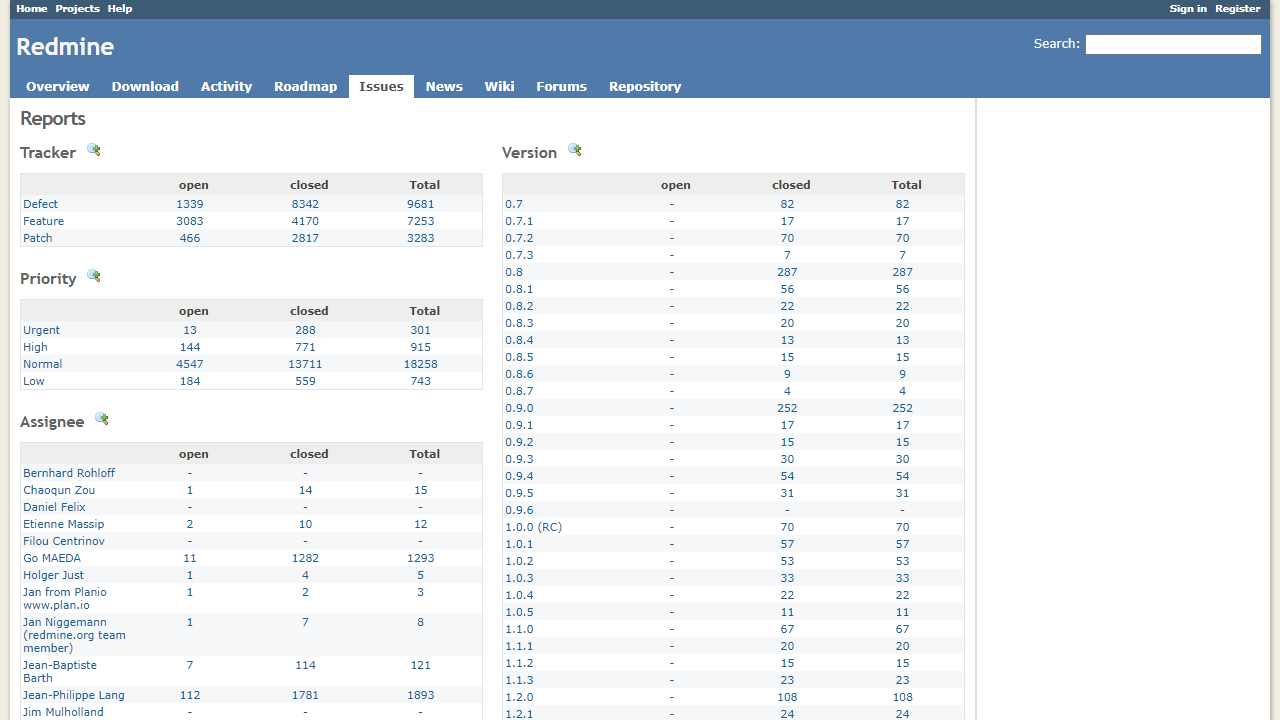 Home Projects Help Sign in Register
Redmine
Search:
Overview Download Activity Roadmap Issues News Wiki Forums Repository
Reports
Tracker
open closed Total
Defect 1339 8342 9681
Feature 3083 4170 7253
Patch 466 2817 3283
Priority
open closed Total
Urgent 13 288 301
High 144 771 915
Normal 4547 13711 18258
Low 184 559 743
Assignee
open closed Total
Bernhard Rohloff - - -
Chaoqun Zou 1 14 15
Daniel Felix - - -
Etienne Massip 2 10 12
Filou Centrinov - - -
Go MAEDA 11 1282 1293
Holger Just 1 4 5
Jan from Planio 1 2 3
www.plan.io
Jan Niggemann 1 7 8
(redmine.org team
member)
Jean-Baptiste 7 114 121
Barth
Jean-Philippe Lang 112 1781 1893
Jim Mulholland - - -
Version
open closed Total
0.7 - 82 82
0.7.1 - 17 17
0.7.2 - 70 70
0.7.3 - 7 7
0.8 - 287 287
0.8.1 - 56 56
0.8.2 - 22 22
0.8.3 - 20 20
0.8.4 - 13 13
0.8.5 - 15 15
0.8.6 - 9 9
0.8.7 - 4 4
0.9.0 - 252 252
0.9.1 - 17 17
0.9.2 - 15 15
0.9.3 - 30 30
0.9.4 - 54 54
0.9.5 - 31 31
0.9.6 - - -
1.0.0 (RC) - 70 70
1.0.1 - 57 57
1.0.2 - 53 53
1.0.3 - 33 33
1.0.4 - 22 22
1.0.5 - 11 11
1.1.0 - 67 67
1.1.1 - 20 20
1.1.2 - 15 15
1.1.3 - 23 23
1.2.0 - 108 108
1.2.1 - 24 24